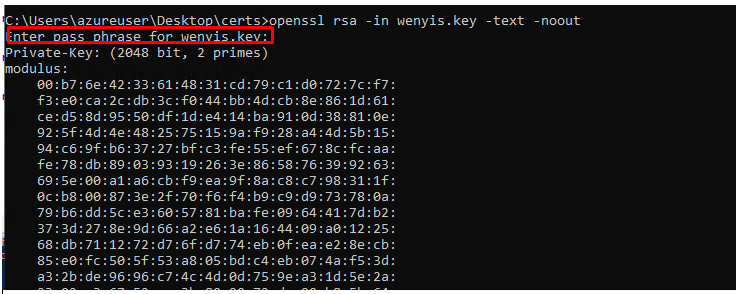 C:\Users\azureuser\Desktop\certs>openssl rsa -in wenyis.key -text -noout
Enter pass phrase for wenyis.key:
Private-Key: (2048 bit, 2 primes)
modulus:
00:b7:6e:42:33:61:48:31:cd:79:c1:d0:72:7c:f7:
f3:e0:ca:2c:db:3c:f0:44:bb:4d:cb:8e:86:1d:61:
ce:d5:8d:95:50:df:1d:e4:14:ba:91:0d:38:81:0e:
92:5f:4d:4e:48:25:75:15:9a:f9:28:a4:4d:5b:15:
94:c6:9f:b6:37:27:bf:c3:fe:55:ef:67:8c:fc:aa:
fe:78:db:89:03:93:19:26:3e:86:58:76:39:92:63:
69:5e:00:a1:a6:cb:f9:ea:9f:8a:c8:c7:98:31:1f:
0c:b8:00:87:3e:2f:70:f6:f4:b9:c9:d9:73:78:0a:
79:b6:dd:5c:e3:60:57:81:ba:fe:09:64:41:7d:b2:
37:3d:27:8e:9d:66:a2:e6:1a:16:44:09:a0:12:25:
68:db:71:12:72:d7:6f:d7:74:eb:0f:ea:e2:8e:cb:
85:e0:fc:50:5f:53:a8:05:bd:c4:eb:07:4a:f5:3d:
a3:2b:de:96:96:c7:4c:4d:0d:75:9e:a3:1d:5e:2a: